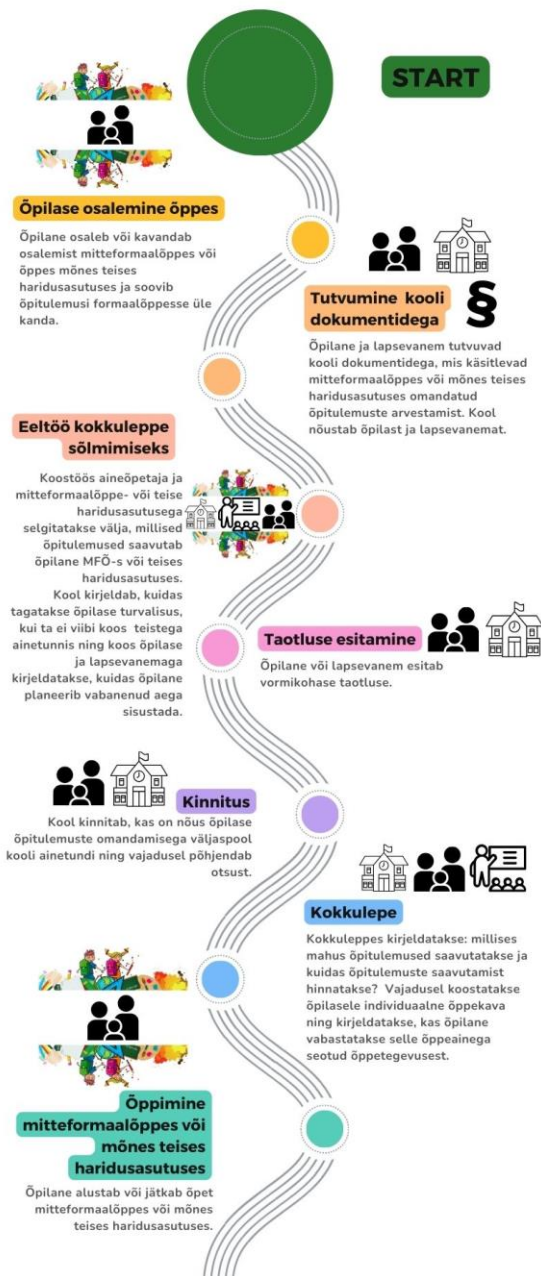 START
Õpilase osalemine õppes
Õpilane osaleb või kavandab
osalemist mitteformaalõppes või
õppes mõnes teises
haridusasutuses ja soovib
õpitulemusi formaalõppesse üle
kanda.
Tutvumine kooli
dokumentidega
§
Õpilane ja lapsevanem tutvuvad
kooli dokumentidega, mis käsitlevad
mitteformaalõppes või mõnes teises
haridusasutuses omandatud
õpitulemuste arvestamist. Kool
nõustab õpilast ja lapsevanemat.
Eeltöö kokkuleppe
sõlmimiseks
Koostöös aineõpetaja ja
mitteformaalõppe- või teise
haridusasutusega
selgitatakse välja, millised
õpitulemused saavutab
õpilane MFÕ-s või teises
haridusasutuses.
Kool kirjeldab, kuidas
tagatakse õpilase turvalisus,
kui ta ei viibi koos teistega
ainetunnis ning koos õpilase
ja lapsevanemaga
kirjeldatakse, kuidas õpilane
planeerib vabanenud aega
sisustada.
Taotluse esitamine
Õpilane või lapsevanem esitab
vormikohase taotluse.
Kinnitus
Kool kinnitab, kas on nõus õpilase
õpitulemuste omandamisega väljaspool
kooli ainetundi ning vajadusel põhjendab
otsust.
Kokkulepe
Kokkuleppes kirjeldatakse: millises
mahus õpitulemused saavutatakse ja
kuidas õpitulemuste saavutamist
hinnatakse? Vajadusel koostatakse
õpilasele individuaalne õppekava
ning kirjeldatakse, kas õpilane
vabastatakse selle õppeainega
seotud õppetegevusest.
Õppimine
mitteformaalõppes või
mõnes teises
haridusasutuses
Õpilane alustab või jätkab õpet
mitteformaalõppes või mõnes
teises haridusasutuses.